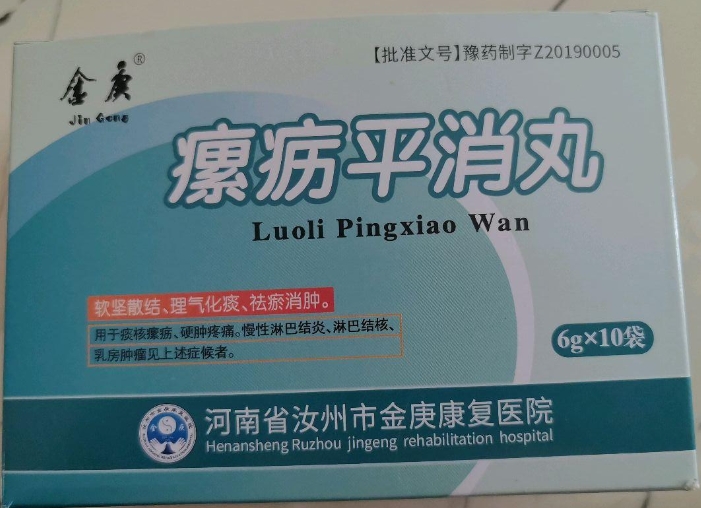 【批准文号】豫药制字Z20190005
金庚®
Jin Geng
瘰疬平消丸
Luoli Pingxiao Wan
软坚散结、理气化痰、祛瘀消肿。
用于痰核瘰疬、硬肿疼痛。慢性淋巴结炎、淋巴结核、
乳房肿瘤见上述症候者。
6g×10袋
河南省汝州市金庚康复医院
Henansheng Ruzhou jingeng rehabilitation hospital